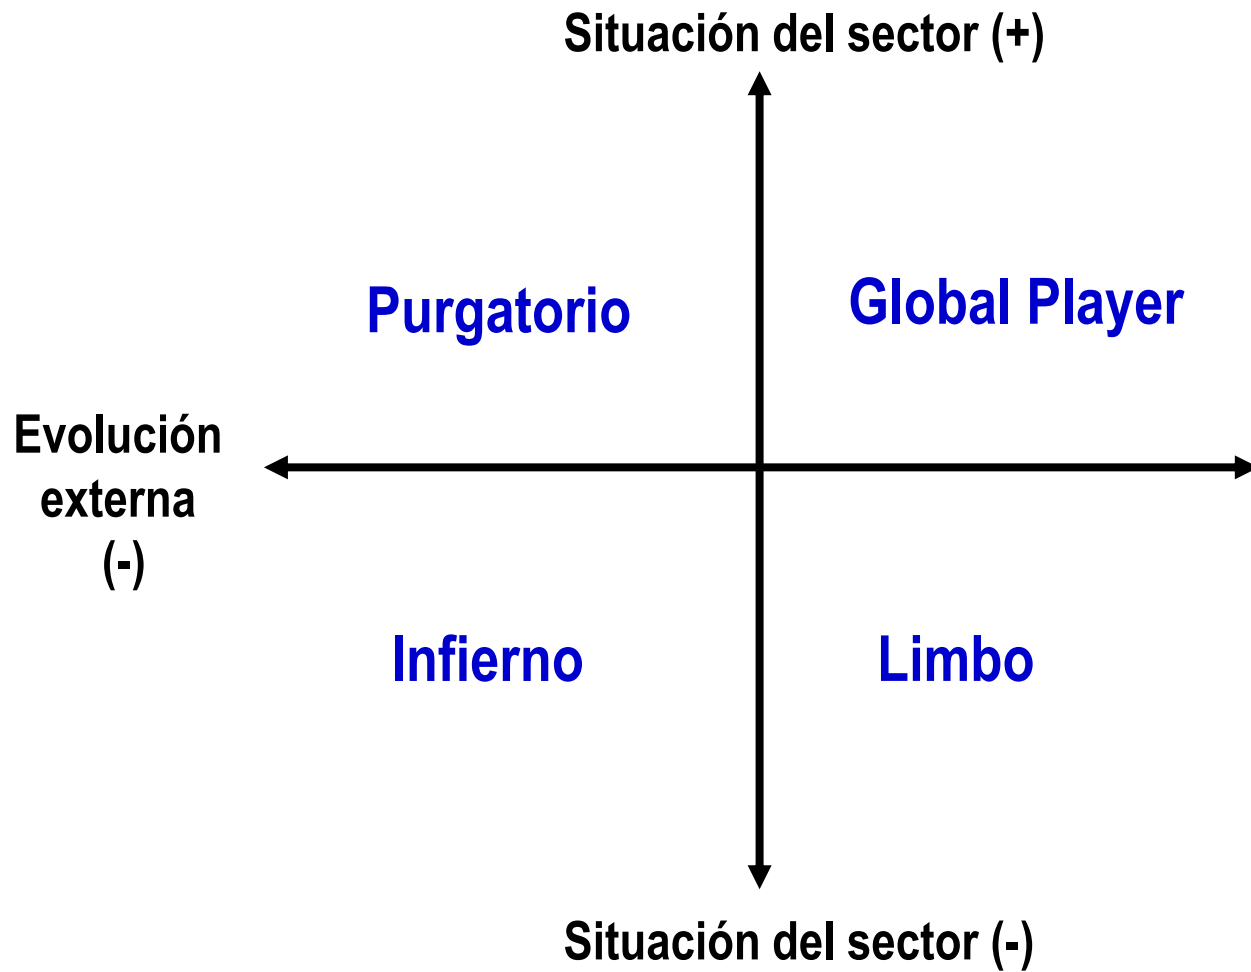 Situación del sector (+)
Purgatorio
Global Player
Evolución
externa
(-)
Infierno
Limbo
Situación del sector (-)